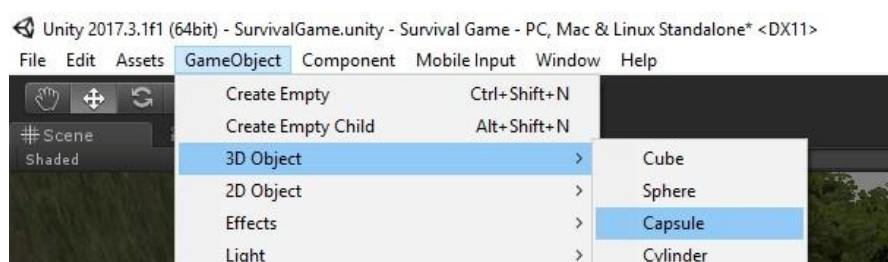 Unity 2017.3.1f1 (64bit) - SurvivalGame.unity - Survival Game - PC, Mac & Linux Standalone* <DX11>
File Edit Assets GameObject Component Mobile Input Window Help
Create Empty Ctrl+Shift+N
Create Empty Child Alt+Shift+N
#Scene
3D Object > Cube
Shaded
2D Object > Sphere
Effects > Capsule
Light > Cylinder